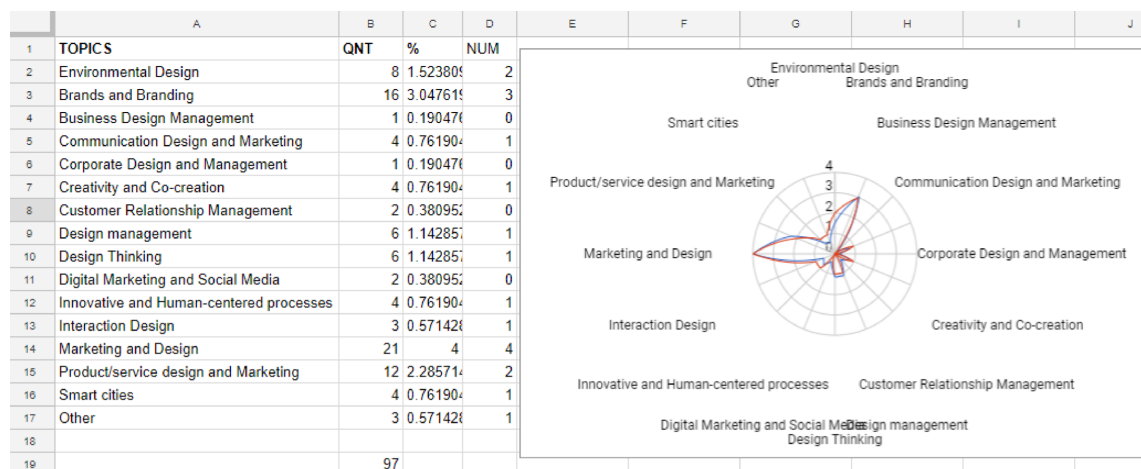 A B C D E F G H I J
1 TOPICS QNT % NUM
2 Environmental Design 8 1.523809 2
3 Brands and Branding 16 3.047619 3
4 Business Design Management 1 0.190476 0
5 Communication Design and Marketing 4 0.761904 1
6 Corporate Design and Management 1 0.190476 0
7 Creativity and Co-creation 4 0.761904 1
8 Customer Relationship Management 2 0.380952 0
9 Design management 6 1.142857 1
10 Design Thinking 6 1.142857 1
11 Digital Marketing and Social Media 2 0.380952 0
12 Innovative and Human-centered processes 4 0.761904 1
13 Interaction Design 3 0.571428 1
14 Marketing and Design 21 4 4
15 Product/service design and Marketing 12 2.285714 2
16 Smart cities 4 0.761904 1
17 Other 3 0.571428 1
18
19 97
Environmental Design
Other Brands and Branding
Smart cities Business Design Management
4
Product/service design and Marketing 3 Communication Design and Marketing
2
1
Marketing and Design Corporate Design and Management
Interaction Design Creativity and Co-creation
Innovative and Human-centered processes Customer Relationship Management
Digital Marketing and Social Media Design management
Design Thinking